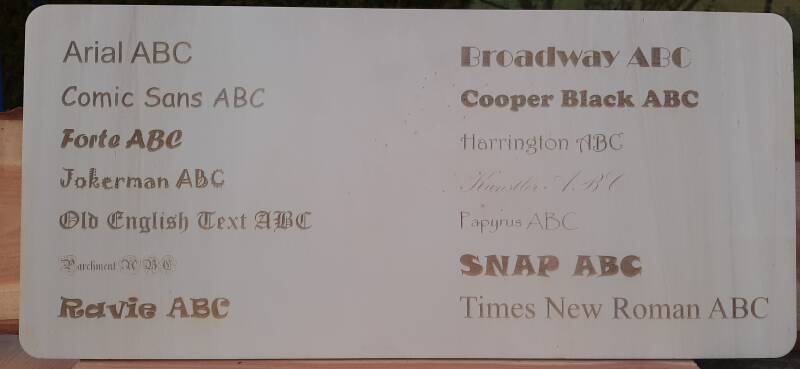 Arial ABC
Comic Sans ABC
Forte ABC
Jokerman ABC
Old English Text ABC
Parchment ABC
Ravie ABC
Broadway ABC
Cooper Black ABC
Harrington ABC
Kunstler ABC
Papyrus ABC
SNAP ABC
Times New Roman ABC